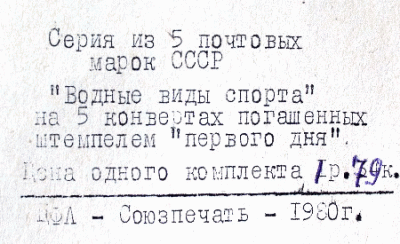 Серия из 5 почтовых
марок СССР
"Водные виды спорта"
на 5 конвертах погашенных
штемпелем "первого дня".
Цена одного комплекта 1р.79к.
ЦФА - Союзпечать - 1980г.